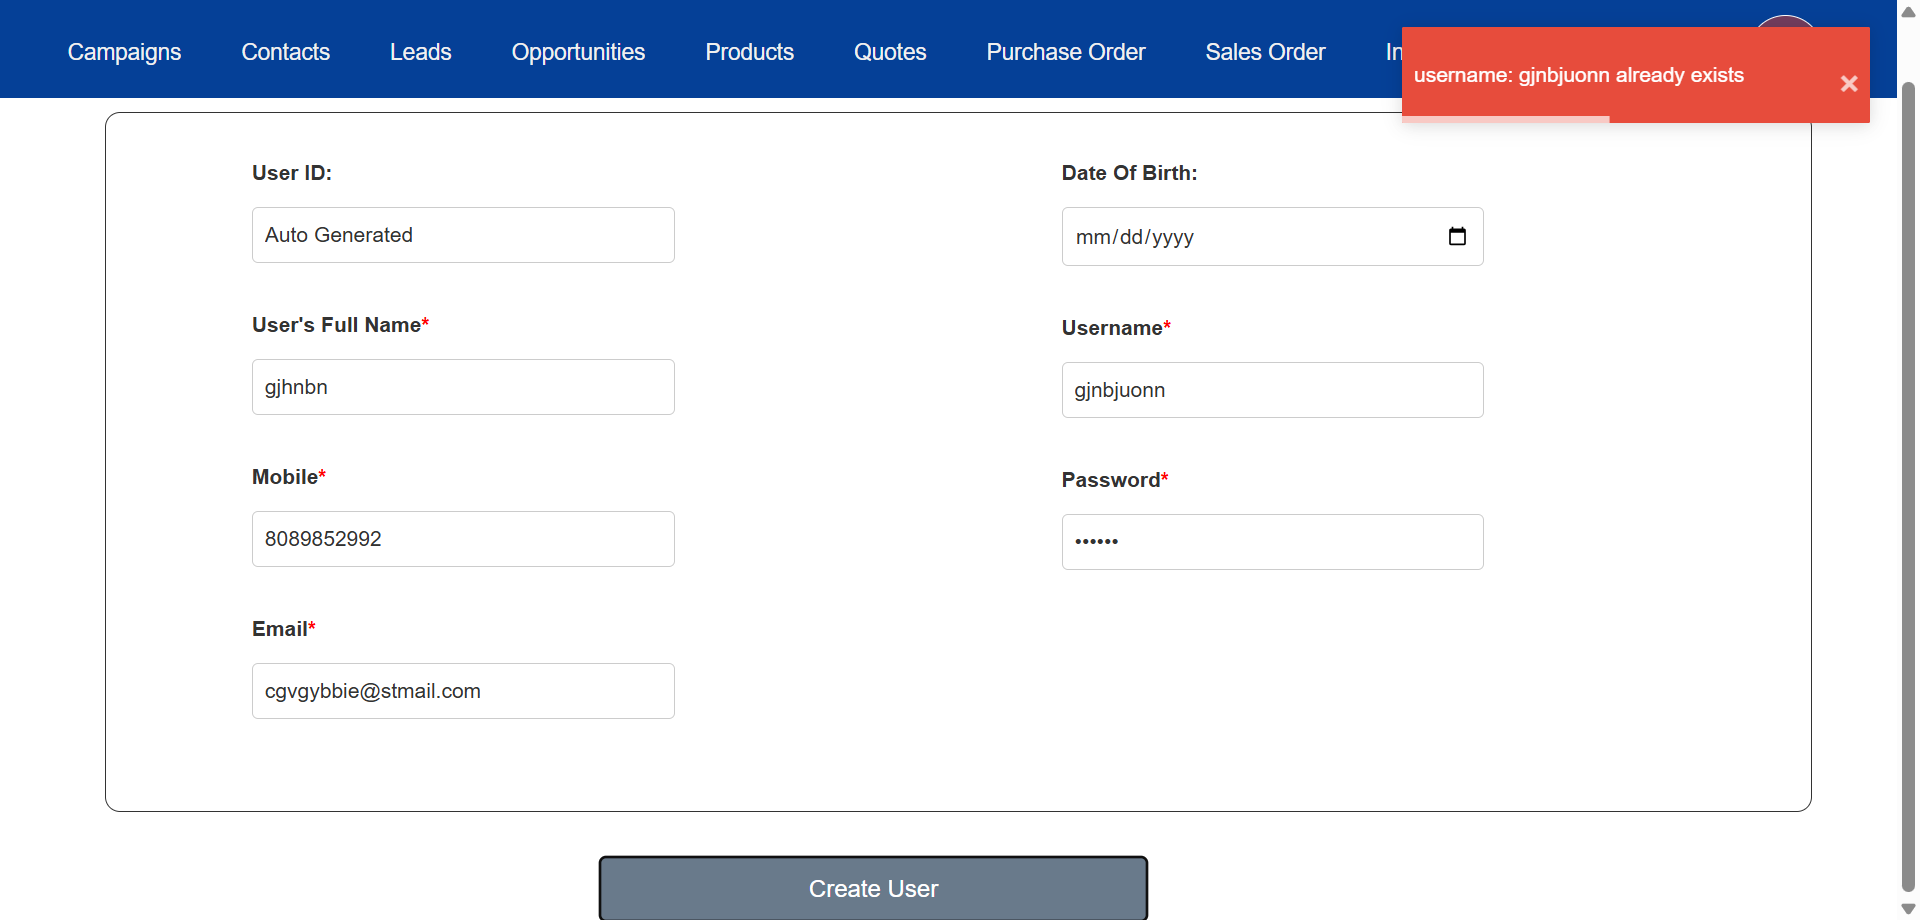 Campaigns Contacts Leads Opportunities Products Quotes Purchase Order Sales Order In
username: gjnbjuonn already exists
User ID:
Auto Generated
Date Of Birth:
mm/dd/yyyy
User's Full Name*
gjhnbn
Username*
gjnbjuonn
Mobile*
8089852992
Password*
••••••
Email*
cgvgybbie@stmail.com
Create User